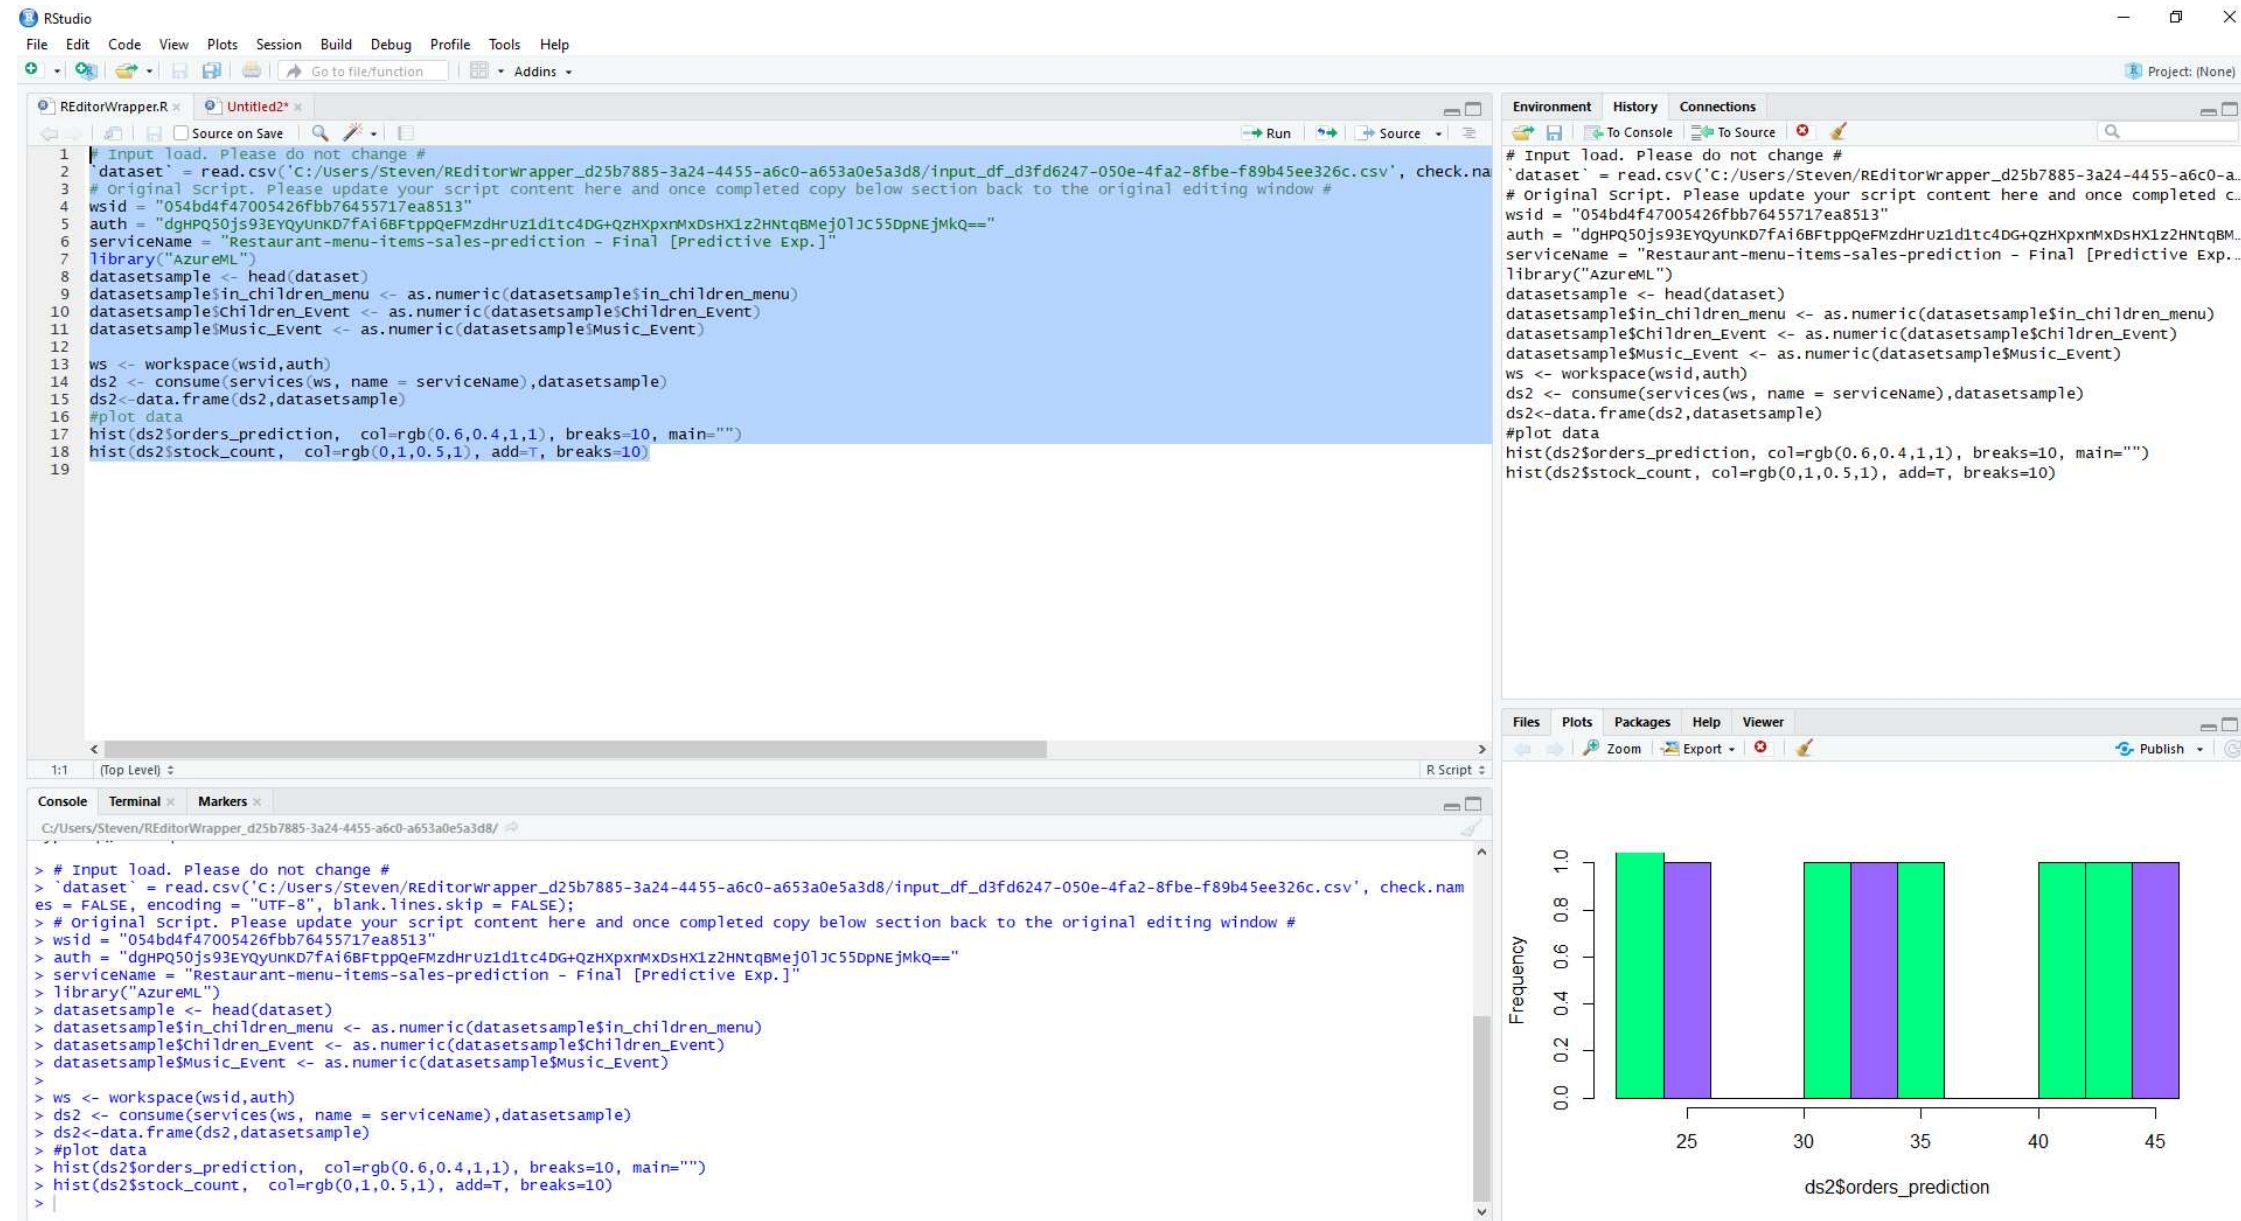 RStudio
File Edit Code View Plots Session Build Debug Profile Tools Help
Go to file/function Addins Project: (None)
REditorWrapper.R Untitled2*
Source on Save Run Source
1 # Input load. Please do not change #
2 `dataset` = read.csv('C:/Users/Steven/REditorWrapper_d25b7885-3a24-4455-a6c0-a653a0e5a3d8/input_df_d3fd6247-050e-4fa2-8fbe-f89b45ee326c.csv', check.na
3 # Original Script. Please update your script content here and once completed copy below section back to the original editing window #
4 wsid = "054bd4f47005426fbb76455717ea8513"
5 auth = "dgHPQ50js93EYQyUnKD7fAi6BFtppQeFMzdHrUz1d1tc4DG+QzHXpxnMxDsHX1z2HNtqBMej0lJC55DpNEjMkQ=="
6 serviceName = "Restaurant-menu-items-sales-prediction - Final [Predictive Exp.]"
7 library("AzureML")
8 datasetsample <- head(dataset)
9 datasetsample$in_children_menu <- as.numeric(datasetsample$in_children_menu)
10 datasetsample$Children_Event <- as.numeric(datasetsample$Children_Event)
11 datasetsample$Music_Event <- as.numeric(datasetsample$Music_Event)
12
13 ws <- workspace(wsid,auth)
14 ds2 <- consume(services(ws, name = serviceName),datasetsample)
15 ds2<-data.frame(ds2,datasetsample)
16 #plot data
17 hist(ds2$orders_prediction,  col=rgb(0.6,0.4,1,1), breaks=10, main="")
18 hist(ds2$stock_count,  col=rgb(0,1,0.5,1), add=T, breaks=10)
19
1:1 (Top Level) R Script
Console Terminal Markers
C:/Users/Steven/REditorWrapper_d25b7885-3a24-4455-a6c0-a653a0e5a3d8/
> # Input load. Please do not change #
> `dataset` = read.csv('C:/Users/Steven/REditorWrapper_d25b7885-3a24-4455-a6c0-a653a0e5a3d8/input_df_d3fd6247-050e-4fa2-8fbe-f89b45ee326c.csv', check.nam
es = FALSE, encoding = "UTF-8", blank.lines.skip = FALSE);
> # Original Script. Please update your script content here and once completed copy below section back to the original editing window #
> wsid = "054bd4f47005426fbb76455717ea8513"
> auth = "dgHPQ50js93EYQyUnKD7fAi6BFtppQeFMzdHrUz1d1tc4DG+QzHXpxnMxDsHX1z2HNtqBMej0lJC55DpNEjMkQ=="
> serviceName = "Restaurant-menu-items-sales-prediction - Final [Predictive Exp.]"
> library("AzureML")
> datasetsample <- head(dataset)
> datasetsample$in_children_menu <- as.numeric(datasetsample$in_children_menu)
> datasetsample$Children_Event <- as.numeric(datasetsample$Children_Event)
> datasetsample$Music_Event <- as.numeric(datasetsample$Music_Event)
>
> ws <- workspace(wsid,auth)
> ds2 <- consume(services(ws, name = serviceName),datasetsample)
> ds2<-data.frame(ds2,datasetsample)
> #plot data
> hist(ds2$orders_prediction,  col=rgb(0.6,0.4,1,1), breaks=10, main="")
> hist(ds2$stock_count,  col=rgb(0,1,0.5,1), add=T, breaks=10)
>
Environment History Connections
To Console To Source
# Input load. Please do not change #
`dataset` = read.csv('C:/Users/Steven/REditorWrapper_d25b7885-3a24-4455-a6c0-a…
# Original Script. Please update your script content here and once completed c…
wsid = "054bd4f47005426fbb76455717ea8513"
auth = "dgHPQ50js93EYQyUnKD7fAi6BFtppQeFMzdHrUz1d1tc4DG+QzHXpxnMxDsHX1z2HNtqBM…
serviceName = "Restaurant-menu-items-sales-prediction - Final [Predictive Exp.…
library("AzureML")
datasetsample <- head(dataset)
datasetsample$in_children_menu <- as.numeric(datasetsample$in_children_menu)
datasetsample$Children_Event <- as.numeric(datasetsample$Children_Event)
datasetsample$Music_Event <- as.numeric(datasetsample$Music_Event)
ws <- workspace(wsid,auth)
ds2 <- consume(services(ws, name = serviceName),datasetsample)
ds2<-data.frame(ds2,datasetsample)
#plot data
hist(ds2$orders_prediction, col=rgb(0.6,0.4,1,1), breaks=10, main="")
hist(ds2$stock_count, col=rgb(0,1,0.5,1), add=T, breaks=10)
Files Plots Packages Help Viewer
Zoom Export Publish
Frequency
1.0
0.8
0.6
0.4
0.2
0.0
25 30 35 40 45
ds2$orders_prediction